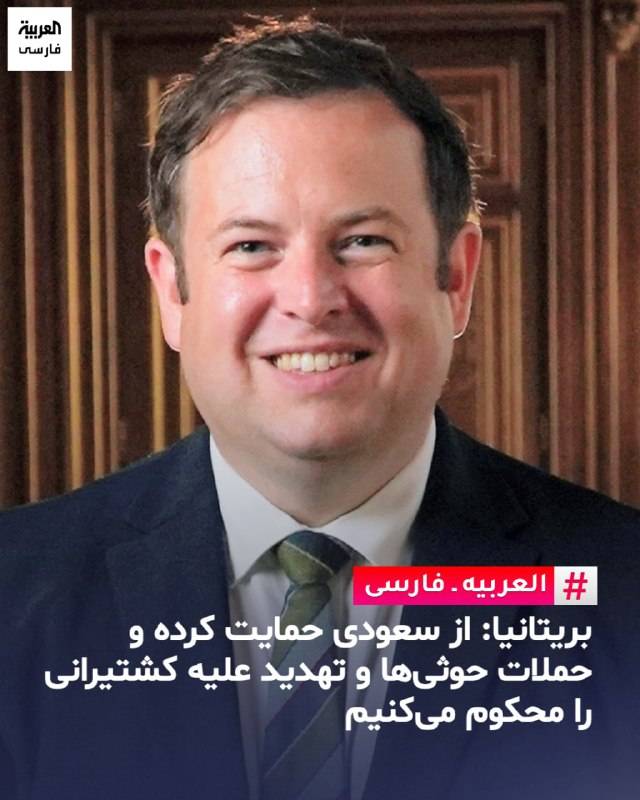 العربية
فارسی
# العربیه ـ فارسی
بریتانیا: از سعودی حمایت کرده و
حملات حوثی‌ها و تهدید علیه کشتیرانی
را محکوم می‌کنیم